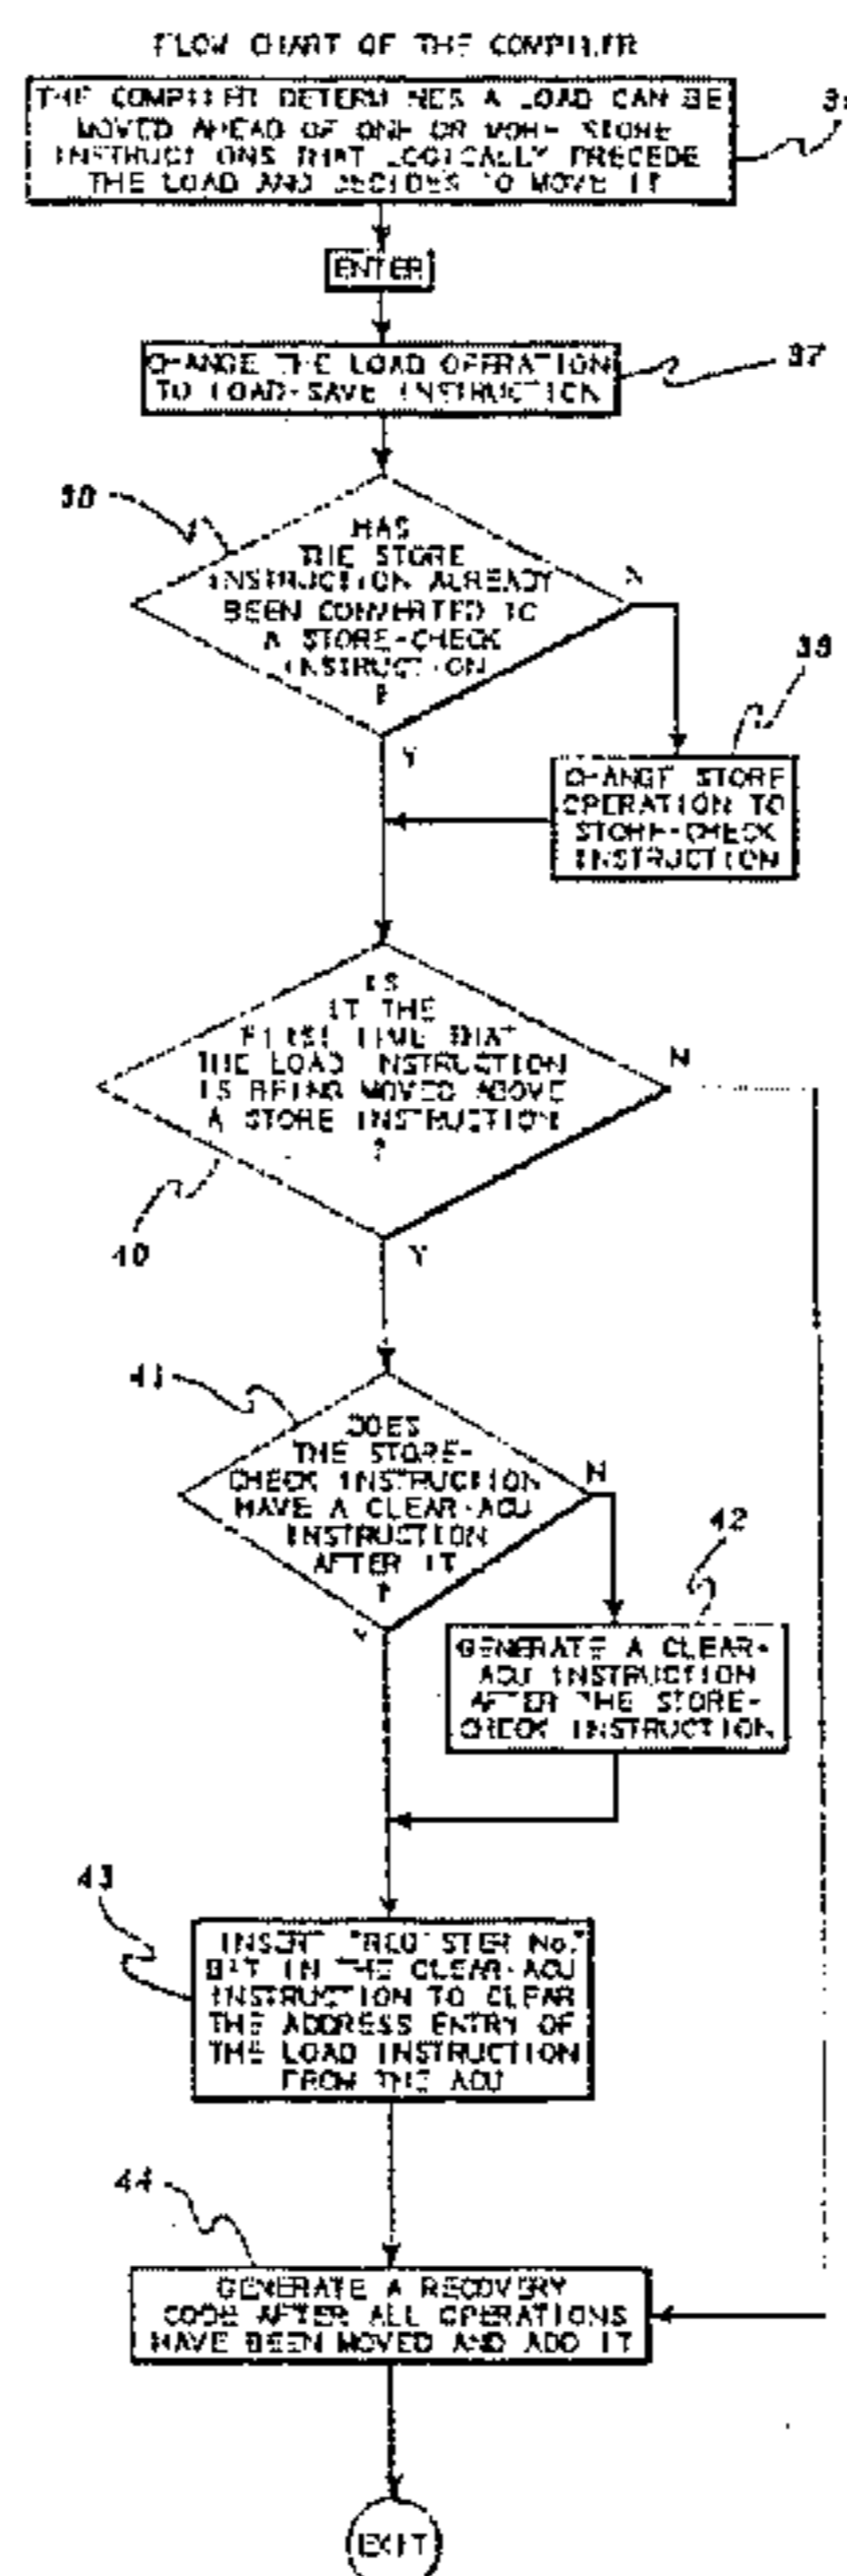 FLOW CHART OF THE COMPILER
THE COMPILER DETERMINES A LOAD CAN BE
MOVED AHEAD OF ONE OR MORE STORE
INSTRUCTIONS THAT LOGICALLY PRECEDE
THE LOAD AND DECIDES TO MOVE IT
ENTER
CHANGE THE LOAD OPERATION
TO LOAD-SAVE INSTRUCTION
37
38
HAS
THE STORE
INSTRUCTION ALREADY
BEEN CONVERTED TO
A STORE-CHECK
INSTRUCTION
?
N
Y
39
CHANGE STORE
OPERATION TO
STORE-CHECK
INSTRUCTION
IS
IT THE
FIRST TIME THAT
THE LOAD INSTRUCTION
IS BEING MOVED ABOVE
A STORE INSTRUCTION
?
N
Y
40
41
DOES
THE STORE-
CHECK INSTRUCTION
HAVE A CLEAR-ACU
INSTRUCTION
AFTER IT
?
N
Y
42
GENERATE A CLEAR-
ACU INSTRUCTION
AFTER THE STORE-
CHECK INSTRUCTION
43
INSERT "REGISTER No."
BIT IN THE CLEAR-ACU
INSTRUCTION TO CLEAR
THE ADDRESS ENTRY OF
THE LOAD INSTRUCTION
FROM THE ACU
44
GENERATE A RECOVERY
CODE AFTER ALL OPERATIONS
HAVE BEEN MOVED AND ADD IT
EXIT